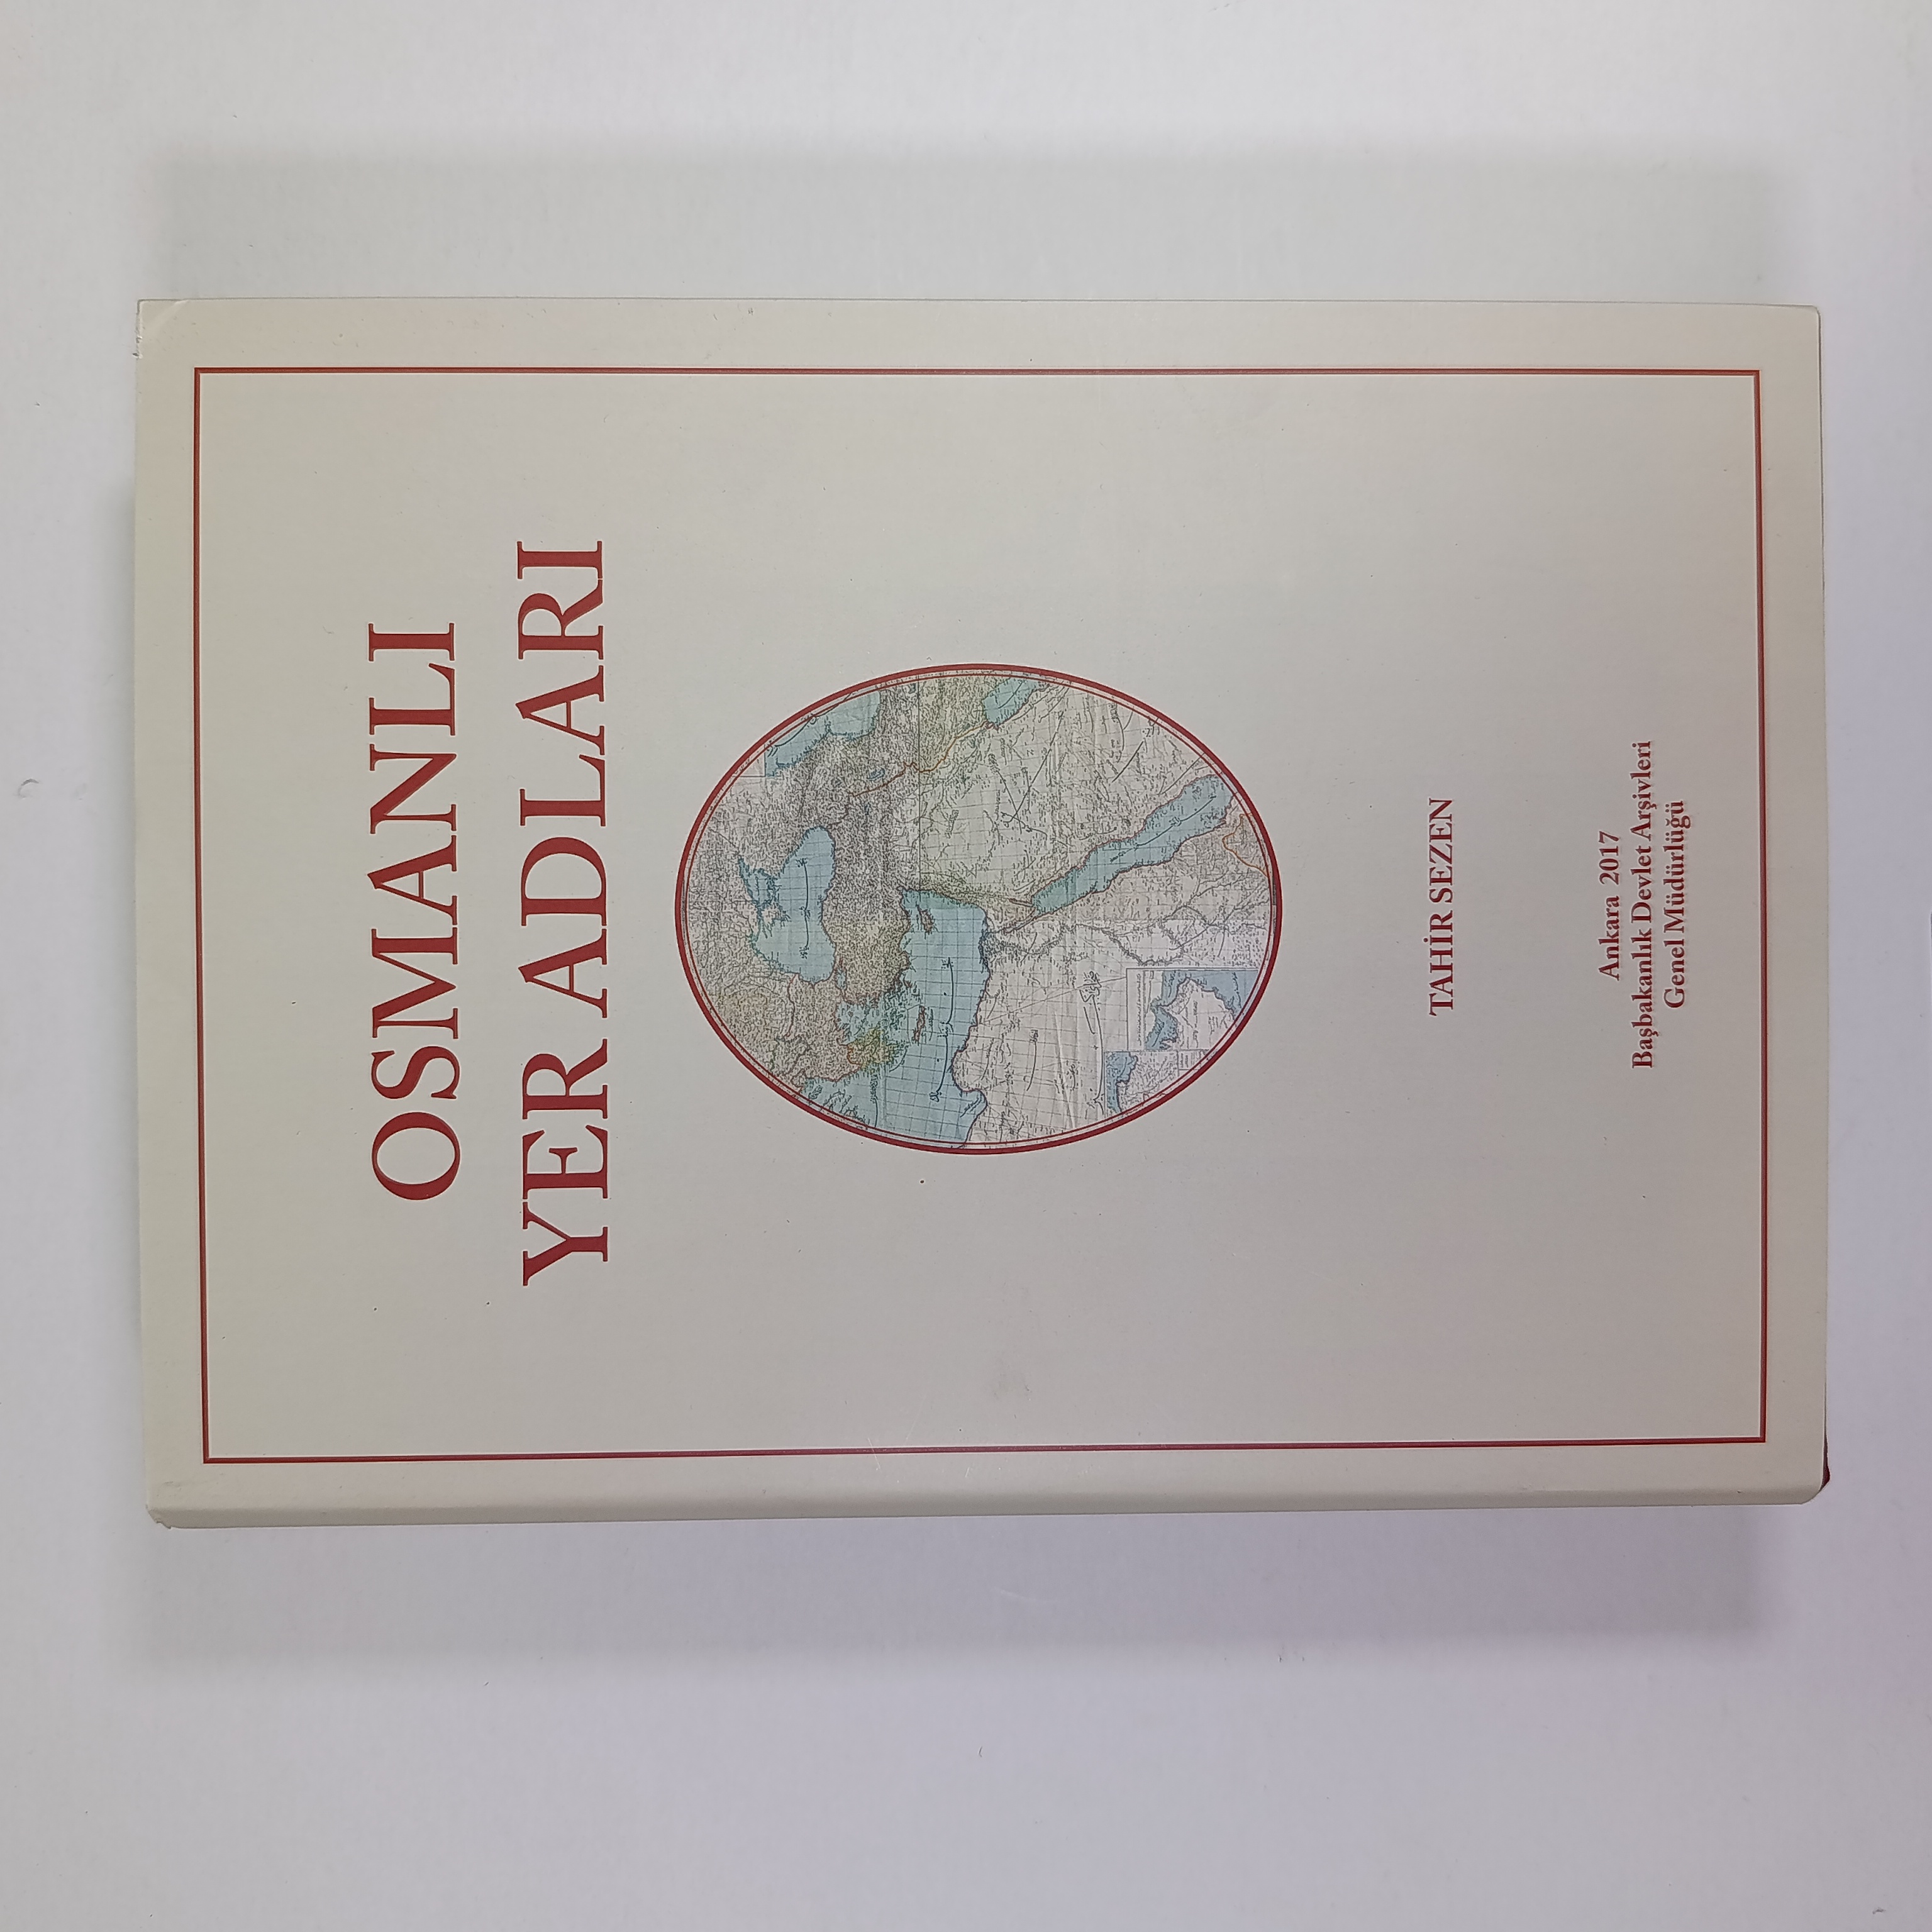 OSMANLI
YER ADLARI
TAHİR SEZEN
Ankara 2017
Başbakanlık Devlet Arşivleri
Genel Müdürlüğü